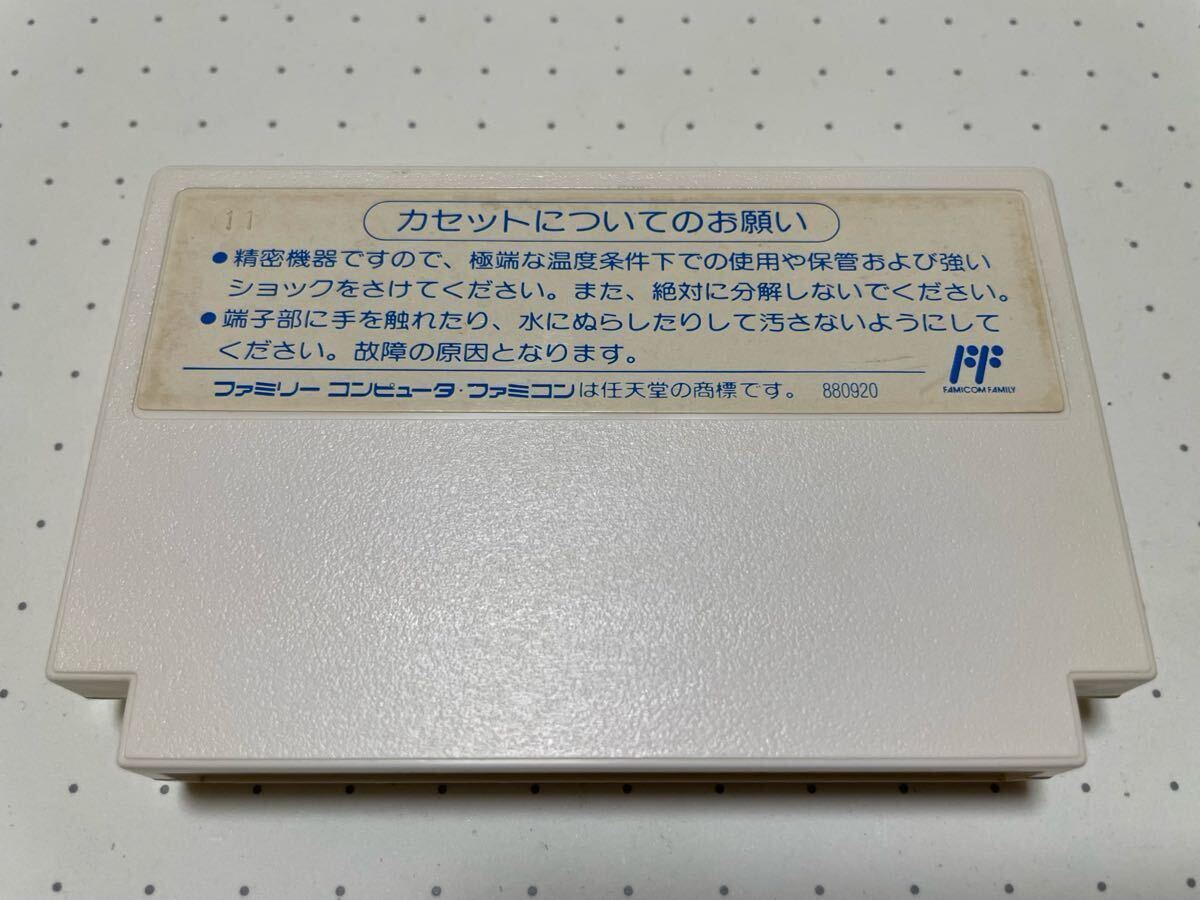 11
カセットについてのお願い
●精密機器ですので、極端な温度条件下での使用や保管および強い
ショックをさけてください。また、絶対に分解しないでください。
●端子部に手を触れたり、水にぬらしたりして汚さないようにして
ください。故障の原因となります。
ファミリー コンピュータ・ファミコンは任天堂の商標です。 880920
FF
FAMICOM FAMILY